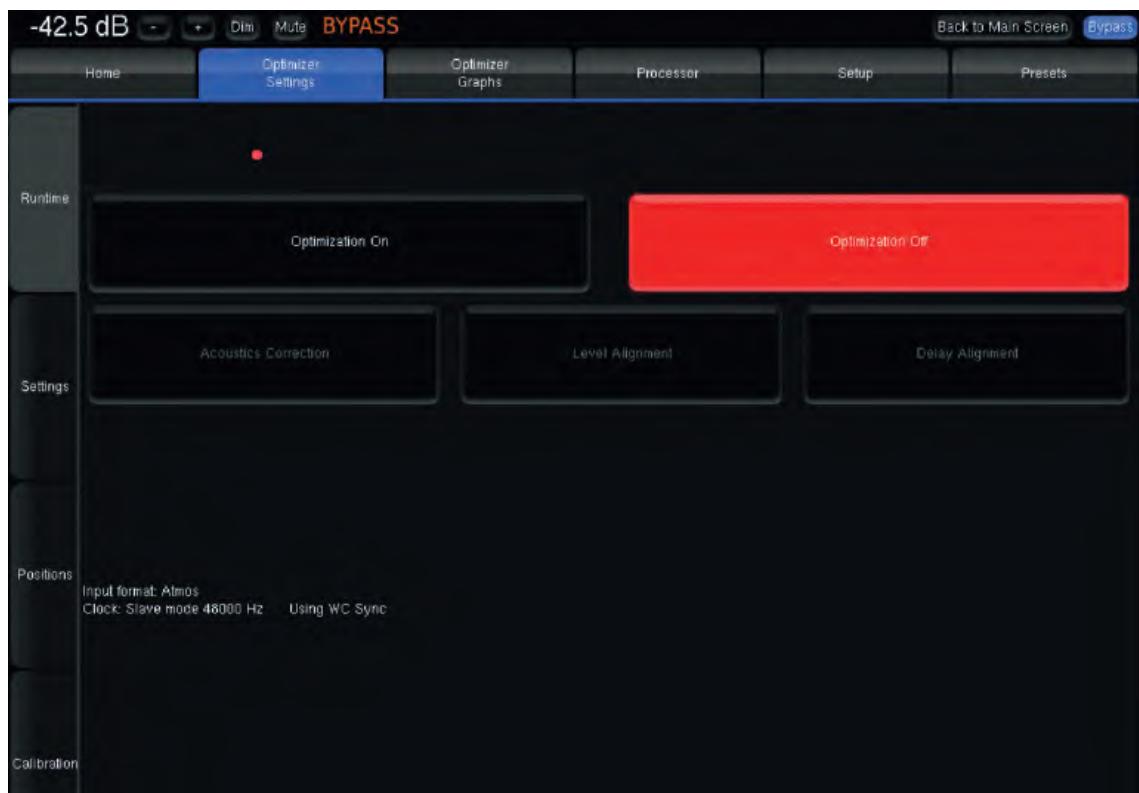 -42.5 dB - + Dim Mute BYPASS Back to Main Screen Bypass
Home Optimizer Settings Optimizer Graphs Processor Setup Presets
Runtime
Optimization On Optimization Off
Acoustics Correction Level Alignment Delay Alignment
Settings
Positions
Input format: Atmos
Clock: Slave mode 48000 Hz Using WC Sync
Calibration